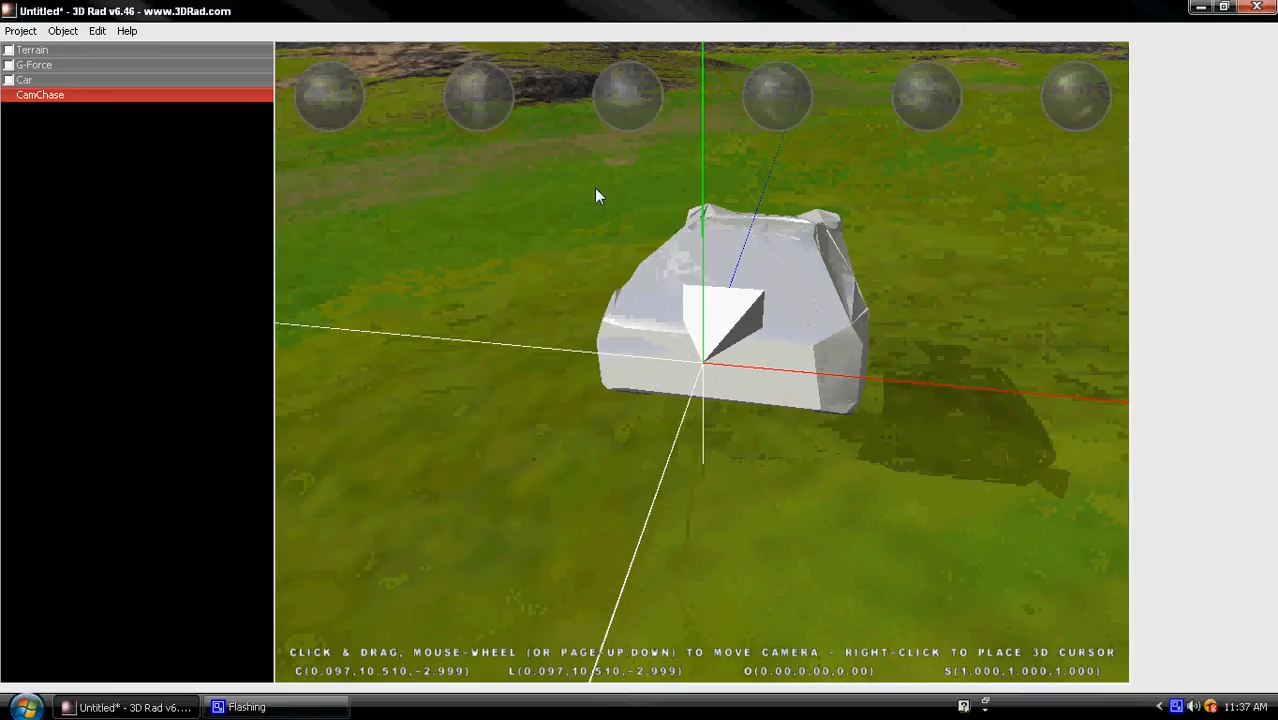 Untitled* - 3D Rad v6.46 - www.3DRad.com
Project Object Edit Help
Terrain
G-Force
Car
CamChase
CLICK & DRAG, MOUSE-WHEEL (OR PAGE-UP,DOWN) TO MOVE CAMERA - RIGHT-CLICK TO PLACE 3D CURSOR
C(0.097,10.510,-2.999) L(0.097,10.510,-2.999) O(0.00,0.00,0.00) S(1.000,1.000,1.000)
Untitled* - 3D Rad v6.... Flashing 11:37 AM